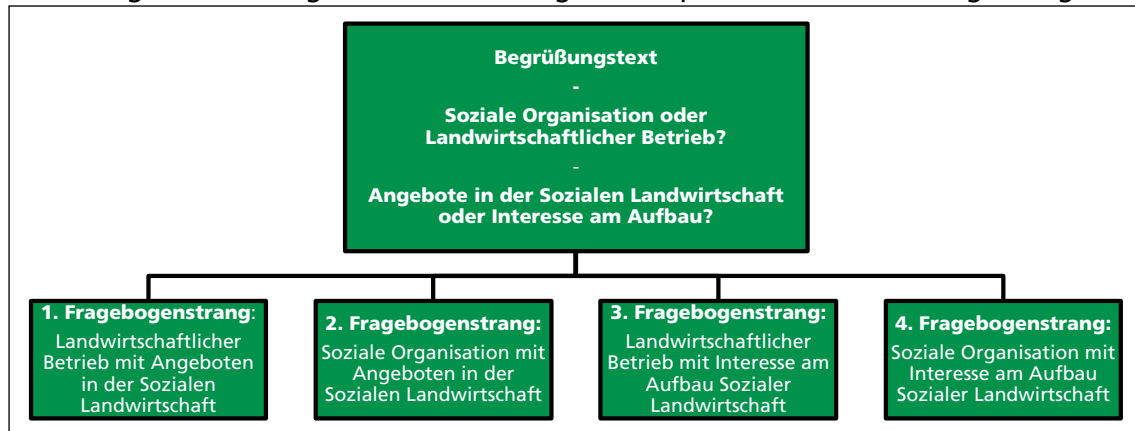 Begrüßungstext
-
Soziale Organisation oder
Landwirtschaftlicher Betrieb?
-
Angebote in der Sozialen Landwirtschaft
oder Interesse am Aufbau?
1. Fragebogenstrang:
Landwirtschaftlicher
Betrieb mit Angeboten
in der Sozialen
Landwirtschaft
2. Fragebogenstrang:
Soziale Organisation mit
Angeboten in der
Sozialen Landwirtschaft
3. Fragebogenstrang:
Landwirtschaftlicher
Betrieb mit Interesse am
Aufbau Sozialer
Landwirtschaft
4. Fragebogenstrang:
Soziale Organisation mit
Interesse am Aufbau
Sozialer Landwirtschaft